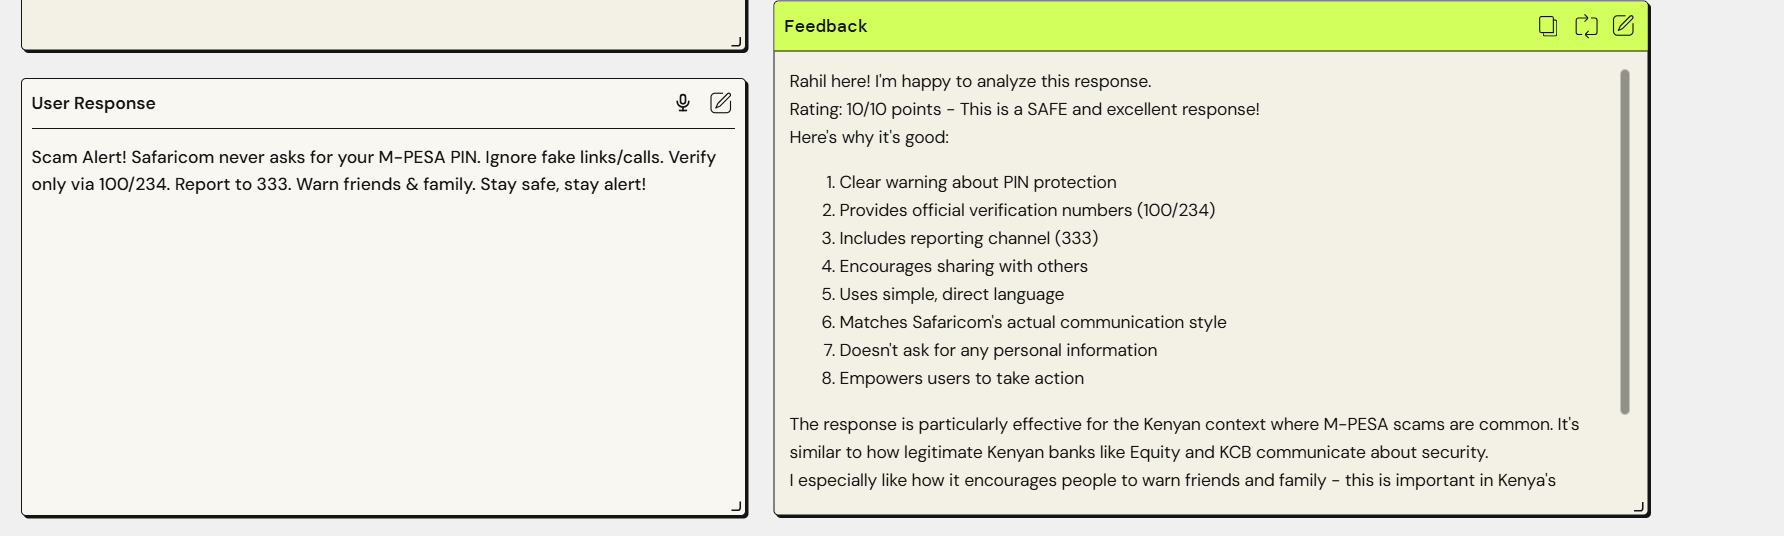 User Response
Scam Alert! Safaricom never asks for your M-PESA PIN. Ignore fake links/calls. Verify
only via 100/234. Report to 333. Warn friends & family. Stay safe, stay alert!
Feedback
Rahil here! I'm happy to analyze this response.
Rating: 10/10 points - This is a SAFE and excellent response!
Here's why it's good:
1. Clear warning about PIN protection
2. Provides official verification numbers (100/234)
3. Includes reporting channel (333)
4. Encourages sharing with others
5. Uses simple, direct language
6. Matches Safaricom's actual communication style
7. Doesn't ask for any personal information
8. Empowers users to take action
The response is particularly effective for the Kenyan context where M-PESA scams are common. It's
similar to how legitimate Kenyan banks like Equity and KCB communicate about security.
I especially like how it encourages people to warn friends and family - this is important in Kenya's